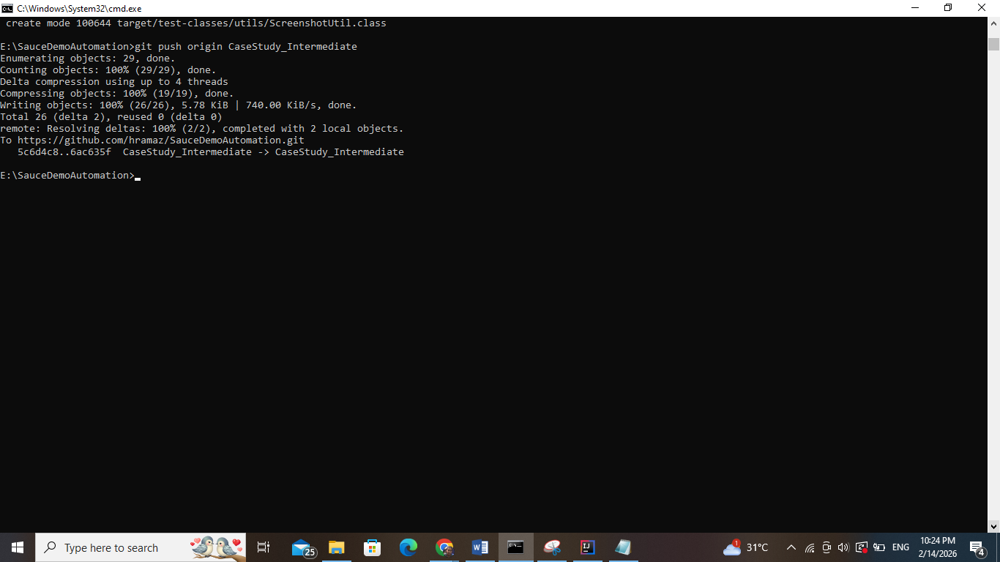 C:\Windows\System32\cmd.exe
 create mode 100644 target/test-classes/utils/ScreenshotUtil.class
E:\SauceDemoAutomation>git push origin CaseStudy_Intermediate
Enumerating objects: 29, done.
Counting objects: 100% (29/29), done.
Delta compression using up to 4 threads
Compressing objects: 100% (19/19), done.
Writing objects: 100% (26/26), 5.78 KiB | 740.00 KiB/s, done.
Total 26 (delta 2), reused 0 (delta 0)
remote: Resolving deltas: 100% (2/2), completed with 2 local objects.
To https://github.com/hramaz/SauceDemoAutomation.git
   5c6d4c8..6ac635f  CaseStudy_Intermediate -> CaseStudy_Intermediate
E:\SauceDemoAutomation>
Type here to search
25
1
31°C
ENG
10:24 PM
2/14/2026
4